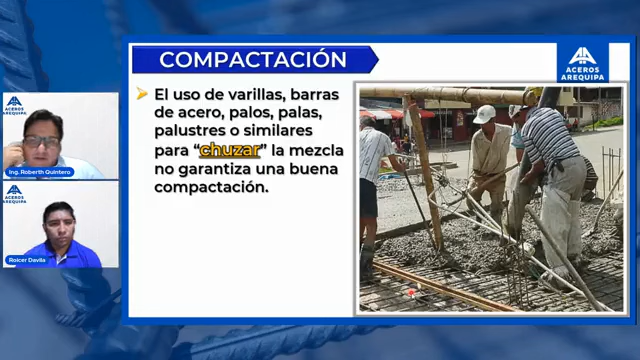 COMPACTACIÓN
ACEROS
AREQUIPA
El uso de varillas, barras
de acero, palos, palas,
palustres o similares
para “chuzar” la mezcla
no garantiza una buena
compactación.
ACEROS
AREQUIPA
Ing. Roberth Quintero
ACEROS
AREQUIPA
Roicer Davila